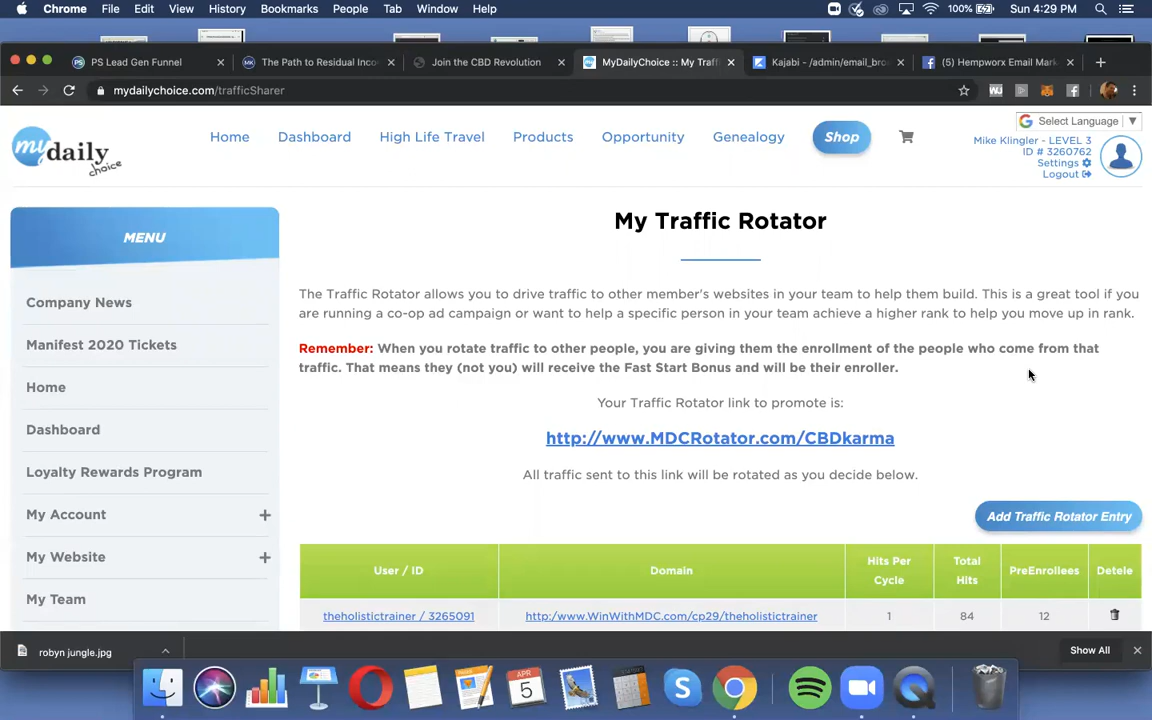 Chrome File Edit View History Bookmarks People Tab Window Help 100% Sun 4:29 PM
PS Lead Gen Funnel The Path to Residual Inco Join the CBD Revolution MyDailyChoice :: My Traff Kajabi - /admin/email_bro (5) Hempworx Email Mark
mydailychoice.com/trafficSharer
my daily choice
Home Dashboard High Life Travel Products Opportunity Genealogy Shop
Select Language
Mike Klingler - LEVEL 3
ID # 3260762
Settings
Logout
MENU
Company News
Manifest 2020 Tickets
Home
Dashboard
Loyalty Rewards Program
My Account +
My Website +
My Team
My Traffic Rotator
The Traffic Rotator allows you to drive traffic to other member's websites in your team to help them build. This is a great tool if you
are running a co-op ad campaign or want to help a specific person in your team achieve a higher rank to help you move up in rank.
Remember: When you rotate traffic to other people, you are giving them the enrollment of the people who come from that
traffic. That means they (not you) will receive the Fast Start Bonus and will be their enroller.
Your Traffic Rotator link to promote is:
http://www.MDCRotator.com/CBDkarma
All traffic sent to this link will be rotated as you decide below.
Add Traffic Rotator Entry
User / ID Domain Hits Per Cycle Total Hits PreEnrollees Detele
theholistictrainer / 3265091 http://www.WinWithMDC.com/cp29/theholistictrainer 1 84 12
robyn jungle.jpg Show All
APR
5